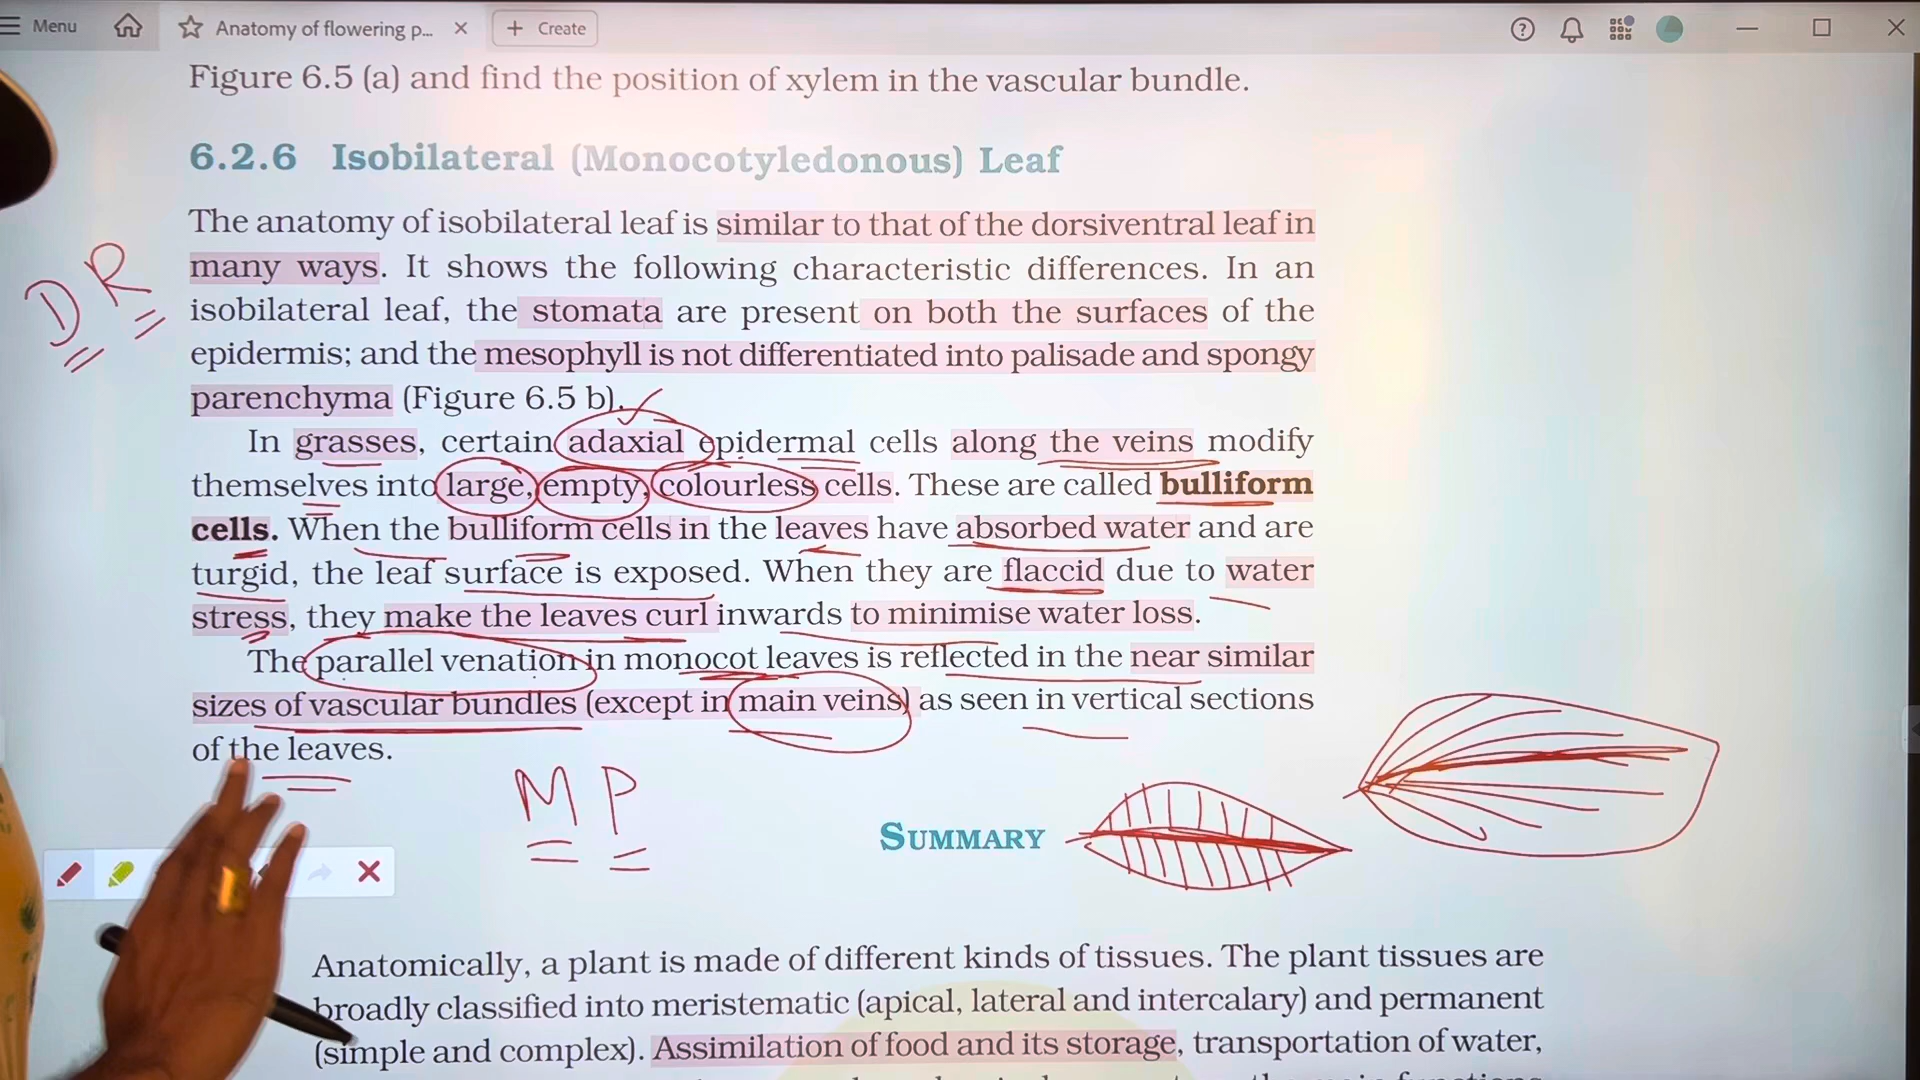 Menu
Anatomy of flowering p...
Create
Figure 6.5 (a) and find the position of xylem in the vascular bundle.
6.2.6 Isobilateral (Monocotyledonous) Leaf
The anatomy of isobilateral leaf is similar to that of the dorsiventral leaf in
many ways. It shows the following characteristic differences. In an
isobilateral leaf, the stomata are present on both the surfaces of the
epidermis; and the mesophyll is not differentiated into palisade and spongy
parenchyma (Figure 6.5 b).
In grasses, certain adaxial epidermal cells along the veins modify
themselves into large, empty, colourless cells. These are called bulliform
cells. When the bulliform cells in the leaves have absorbed water and are
turgid, the leaf surface is exposed. When they are flaccid due to water
stress, they make the leaves curl inwards to minimise water loss.
The parallel venation in monocot leaves is reflected in the near similar
sizes of vascular bundles (except in main veins) as seen in vertical sections
of the leaves.
DR
MP
SUMMARY
Anatomically, a plant is made of different kinds of tissues. The plant tissues are
broadly classified into meristematic (apical, lateral and intercalary) and permanent
(simple and complex). Assimilation of food and its storage, transportation of water,